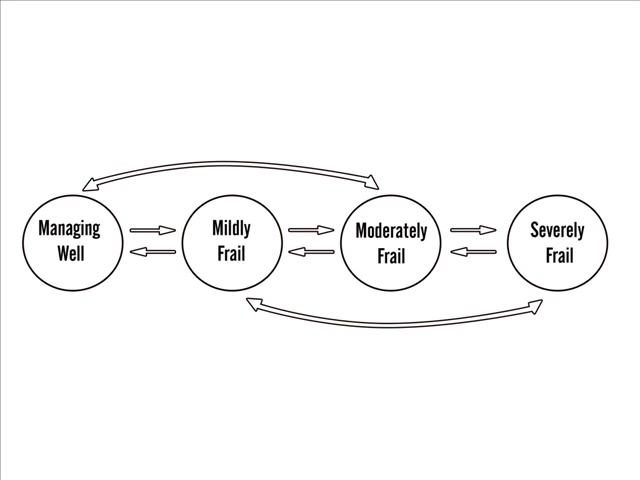 Managing
Well
Mildly
Frail
Moderately
Frail
Severely
Frail